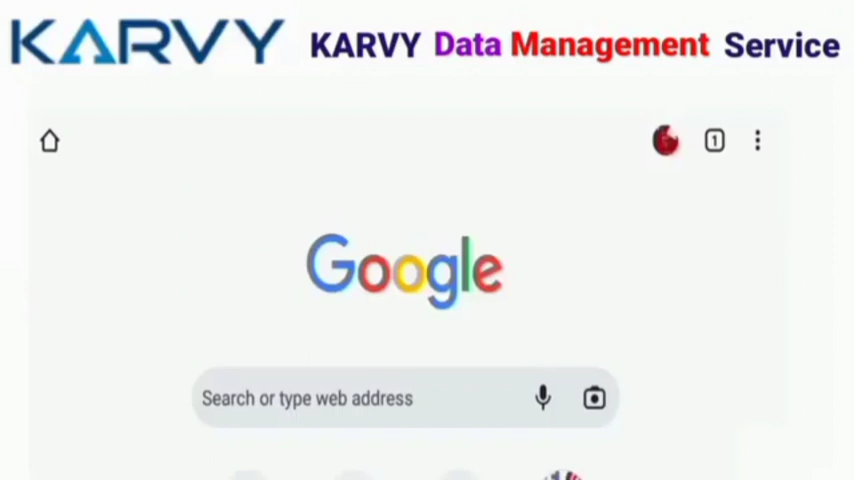 KARVY KARVY Data Management Service
1
Google
Search or type web address